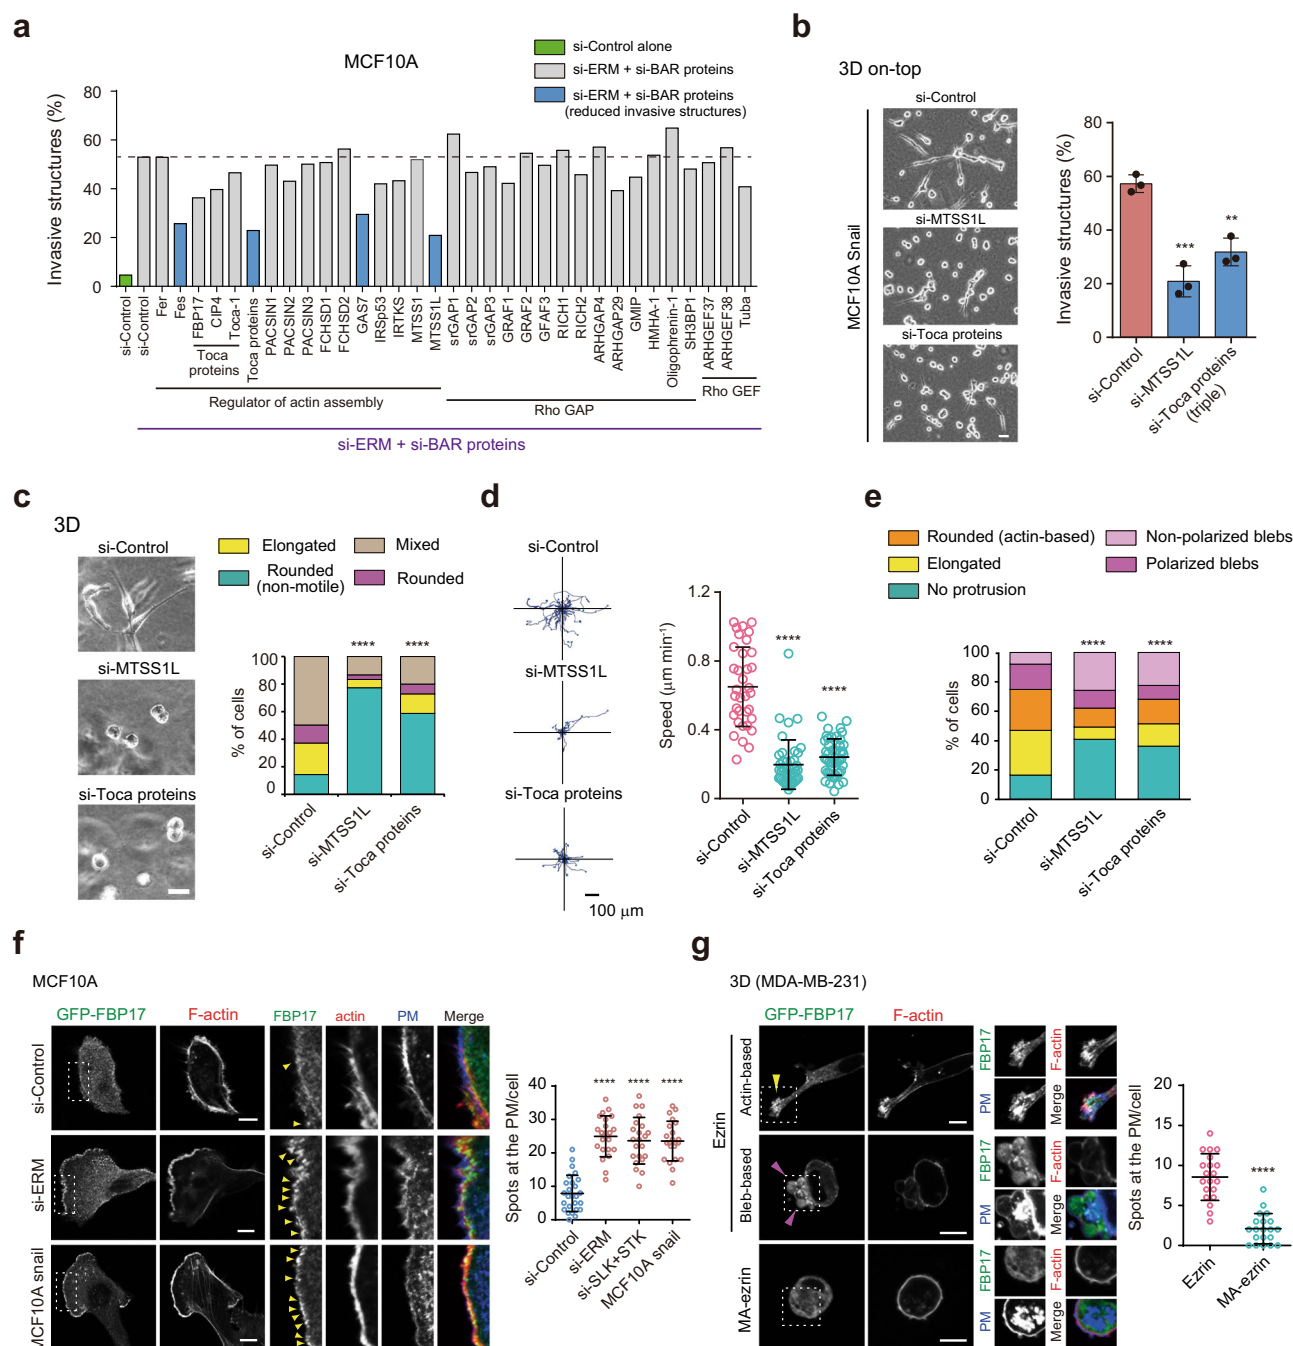 a
MCF10A
si-Control alone
si-ERM + si-BAR proteins
si-ERM + si-BAR proteins
(reduced invasive structures)
Invasive structures (%)
80
60
40
20
0
si-Control
si-Control
Fer
Fes
FBP17
CIP4
Toca-1
Toca proteins
PACSIN1
PACSIN2
PACSIN3
FCHSD1
FCHSD2
GAS7
IRSp53
IRTKS
MTSS1
MTSS1L
srGAP1
srGAP2
srGAP3
GRAF1
GRAF2
GFAF3
RICH1
RICH2
ARHGAP4
ARHGAP29
GMIP
HMHA-1
Oligophrenin-1
SH3BP1
ARHGEF37
ARHGEF38
Tuba
Toca
proteins
Regulator of actin assembly
Rho GAP
Rho GEF
si-ERM + si-BAR proteins
b
3D on-top
MCF10A Snail
si-Control
si-MTSS1L
si-Toca proteins
Invasive structures (%)
80
60
40
20
0
***
**
si-Control
si-MTSS1L
si-Toca proteins
(triple)
c
3D
si-Control
si-MTSS1L
si-Toca proteins
Elongated
Mixed
Rounded
(non-motile)
Rounded
% of cells
100
80
60
40
20
0
****
****
si-Control
si-MTSS1L
si-Toca proteins
d
si-Control
si-MTSS1L
si-Toca proteins
100 μm
Speed (μm min-1)
1.2
0.8
0.4
0
****
****
si-Control
si-MTSS1L
si-Toca proteins
e
Rounded (actin-based)
Non-polarized blebs
Elongated
Polarized blebs
No protrusion
% of cells
100
80
60
40
20
0
****
****
si-Control
si-MTSS1L
si-Toca proteins
f
MCF10A
GFP-FBP17
F-actin
FBP17
actin
PM
Merge
si-Control
si-ERM
MCF10A snail
Spots at the PM/cell
40
30
20
10
0
****
****
****
si-Control
si-ERM
si-SLK+STK
MCF10A snail
g
3D (MDA-MB-231)
GFP-FBP17
F-actin
Ezrin
Actin-based
Bleb-based
MA-ezrin
FBP17
F-actin
PM
Merge
FBP17
F-actin
PM
Merge
FBP17
F-actin
PM
Merge
Spots at the PM/cell
20
15
10
5
0
****
Ezrin
MA-ezrin